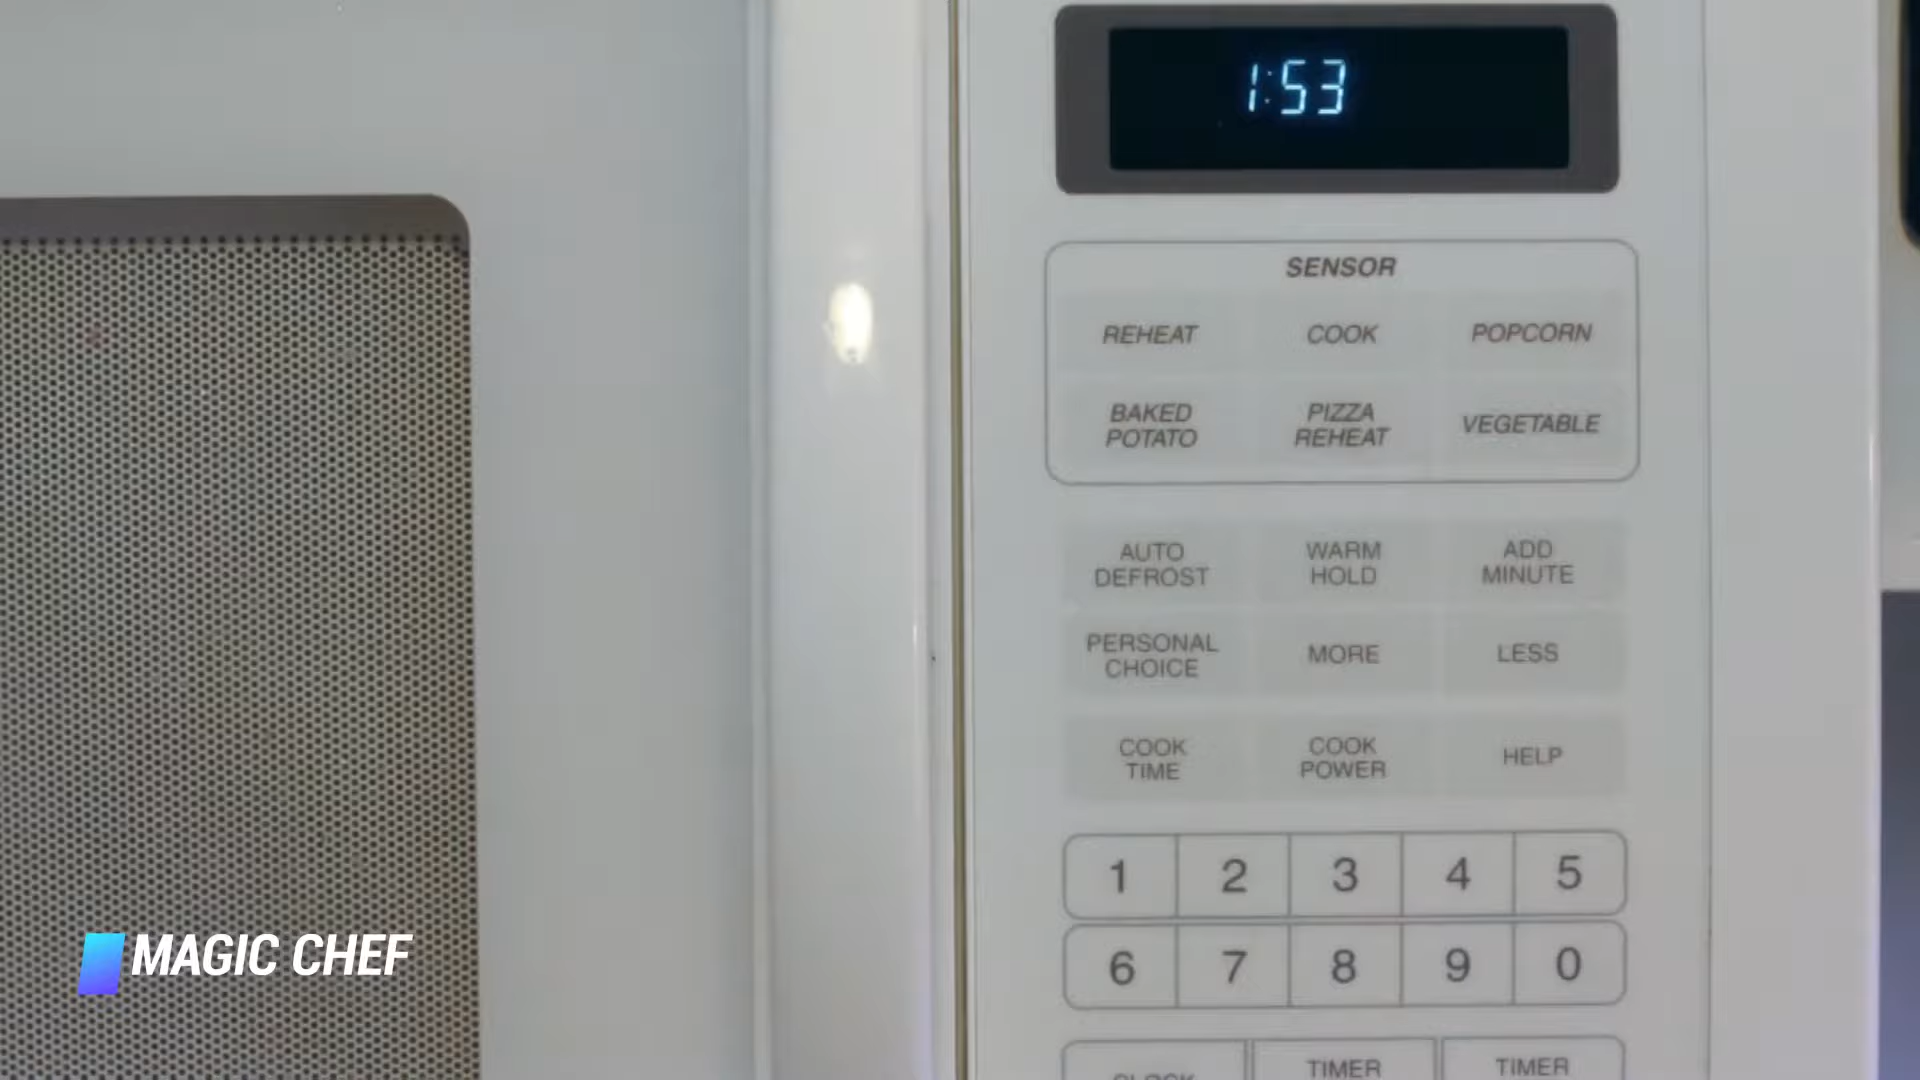 1:53
SENSOR
REHEAT COOK POPCORN
BAKED POTATO PIZZA REHEAT VEGETABLE
AUTO DEFROST WARM HOLD ADD MINUTE
PERSONAL CHOICE MORE LESS
COOK TIME COOK POWER HELP
1 2 3 4 5
6 7 8 9 0
CLOCK TIMER TIMER
MAGIC CHEF